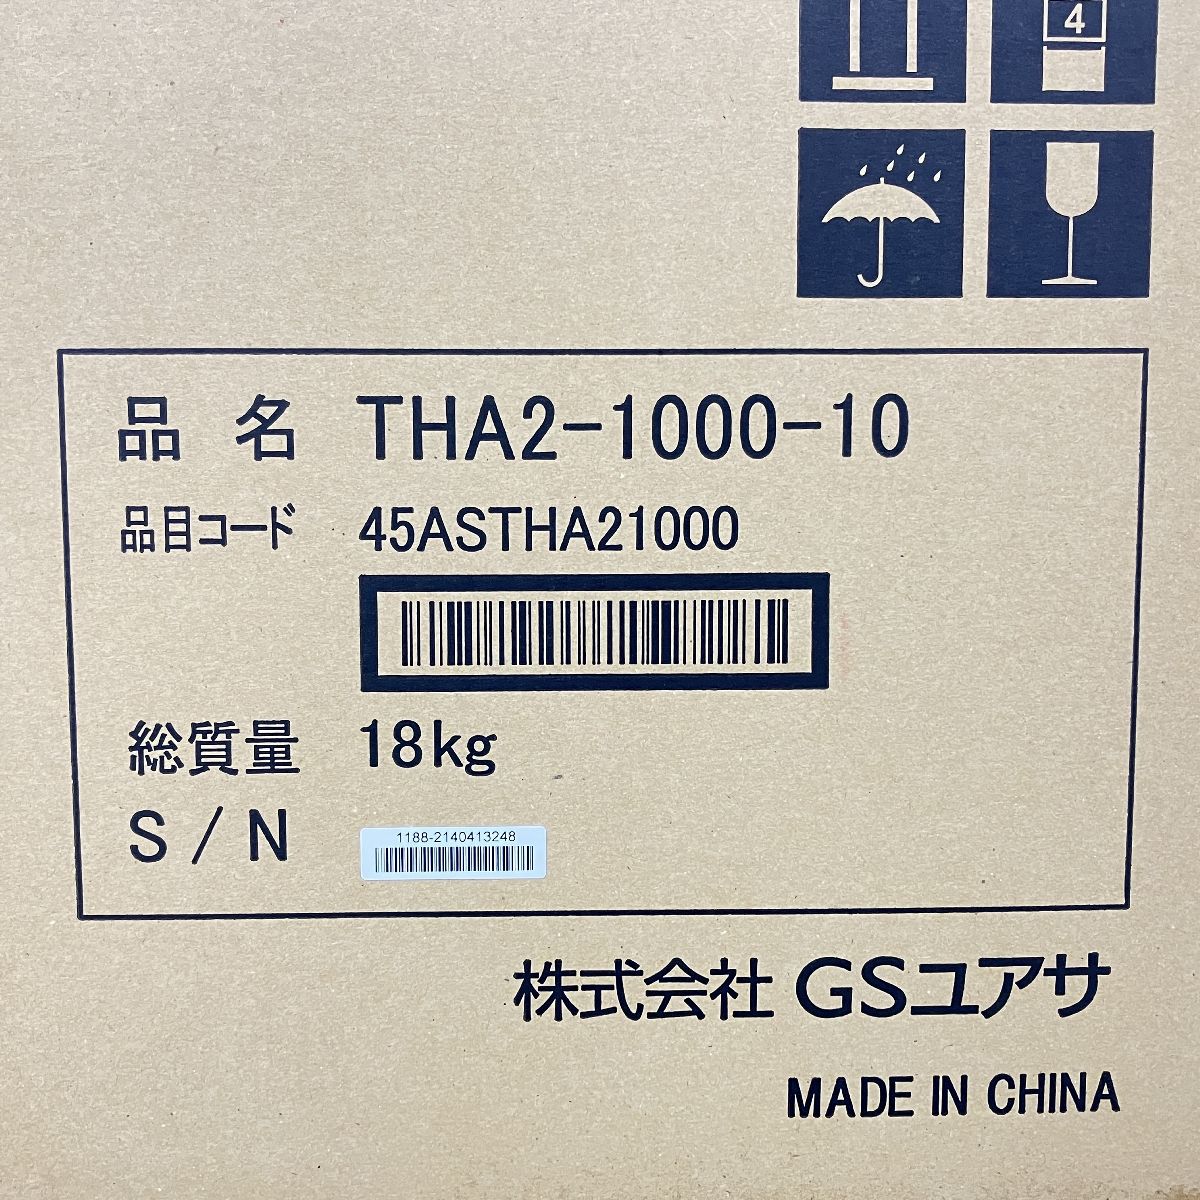 4
品 名 THA2-1000-10
品目コード 45ASTHA21000
総質量 18kg
S/N 1188-2140413248
株式会社 GSユアサ
MADE IN CHINA